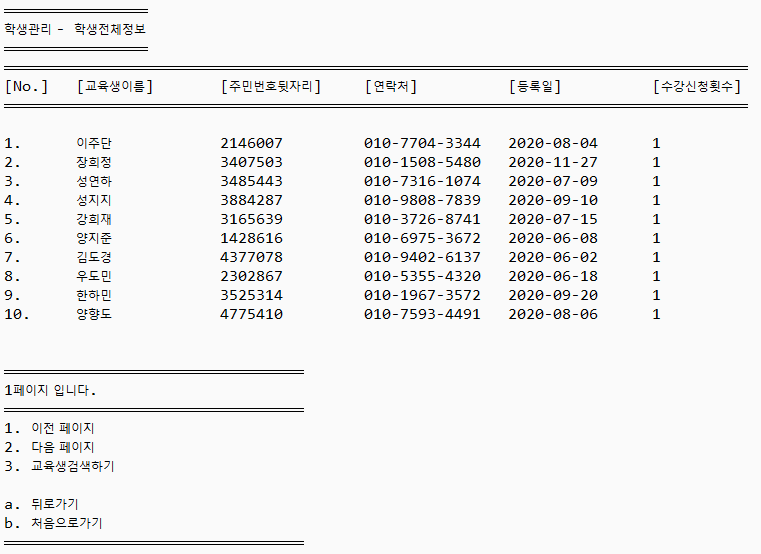 학생관리 - 학생전체정보
[No.] [교육생이름] [주민번호뒷자리] [연락처] [등록일] [수강신청횟수]
1. 이주단 2146007 010-7704-3344 2020-08-04 1
2. 장희정 3407503 010-1508-5480 2020-11-27 1
3. 성연하 3485443 010-7316-1074 2020-07-09 1
4. 성지지 3884287 010-9808-7839 2020-09-10 1
5. 강희재 3165639 010-3726-8741 2020-07-15 1
6. 양지준 1428616 010-6975-3672 2020-06-08 1
7. 김도경 4377078 010-9402-6137 2020-06-02 1
8. 우도민 2302867 010-5355-4320 2020-06-18 1
9. 한하민 3525314 010-1967-3572 2020-09-20 1
10. 양향도 4775410 010-7593-4491 2020-08-06 1
1페이지 입니다.
1. 이전 페이지
2. 다음 페이지
3. 교육생검색하기
a. 뒤로가기
b. 처음으로가기